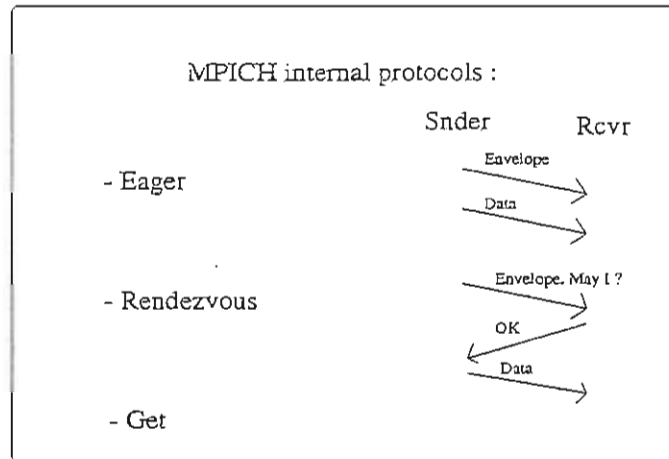 MPICH internal protocols :
Snder Rcvr
Envelope
- Eager
Data
Envelope, May I ?
- Rendezvous
OK
Data
- Get